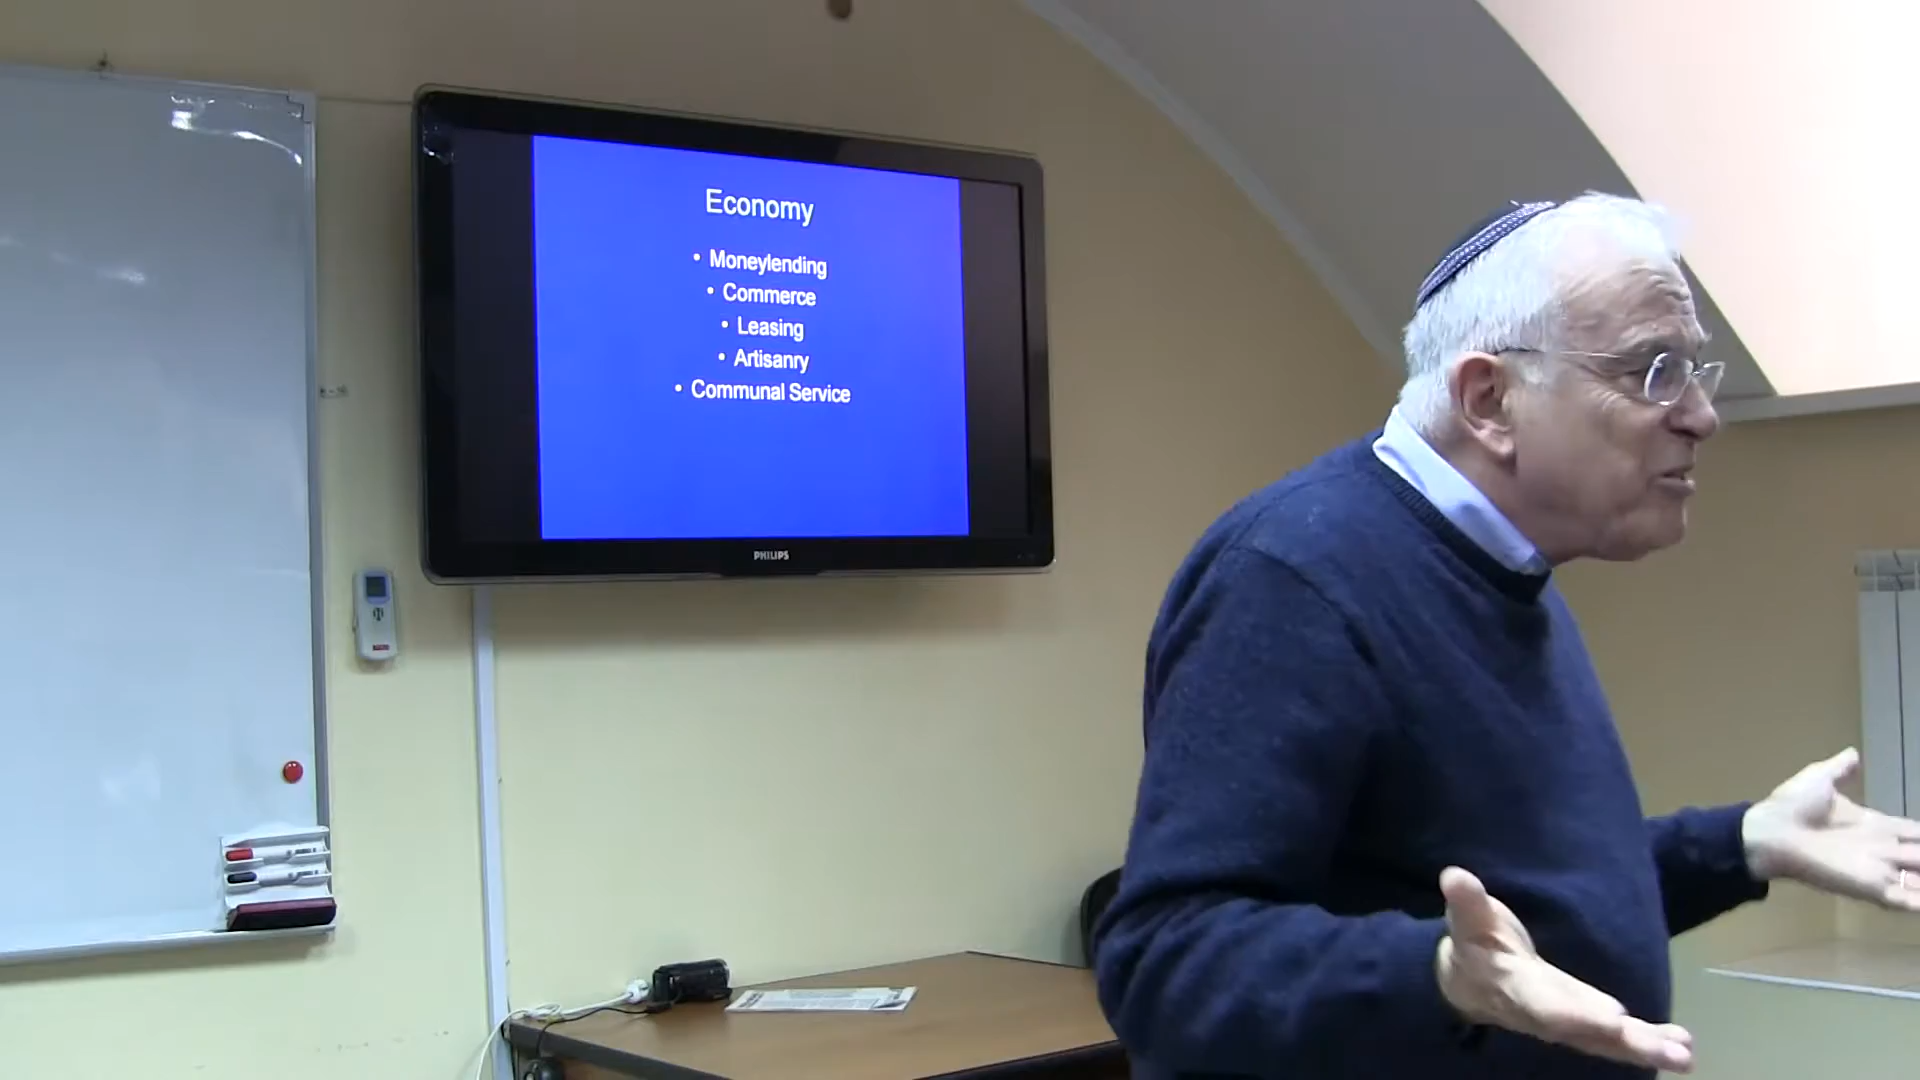 Economy
• Moneylending
• Commerce
• Leasing
• Artisanry
• Communal Service
PHILIPS